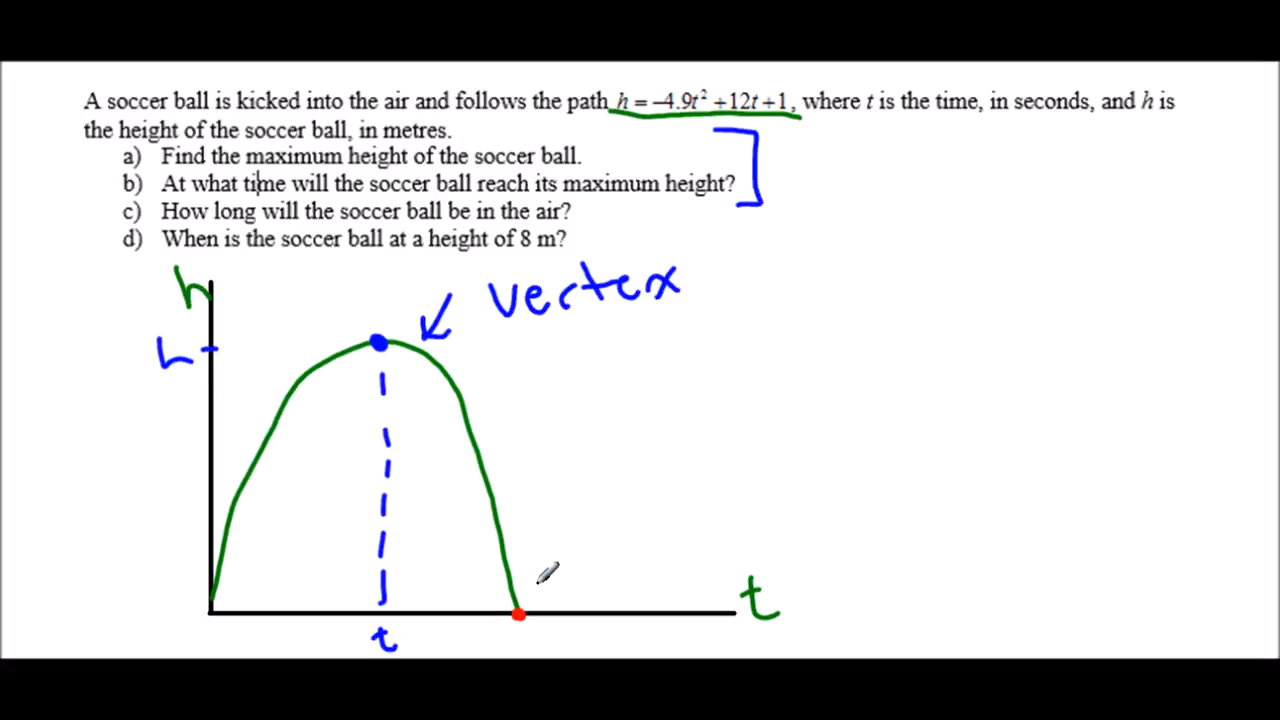 A soccer ball is kicked into the air and follows the path h = –4.9t² +12t +1, where t is the time, in seconds, and h is
the height of the soccer ball, in metres.
a) Find the maximum height of the soccer ball.
b) At what time will the soccer ball reach its maximum height?
c) How long will the soccer ball be in the air?
d) When is the soccer ball at a height of 8 m?
h
vertex
h
t
t